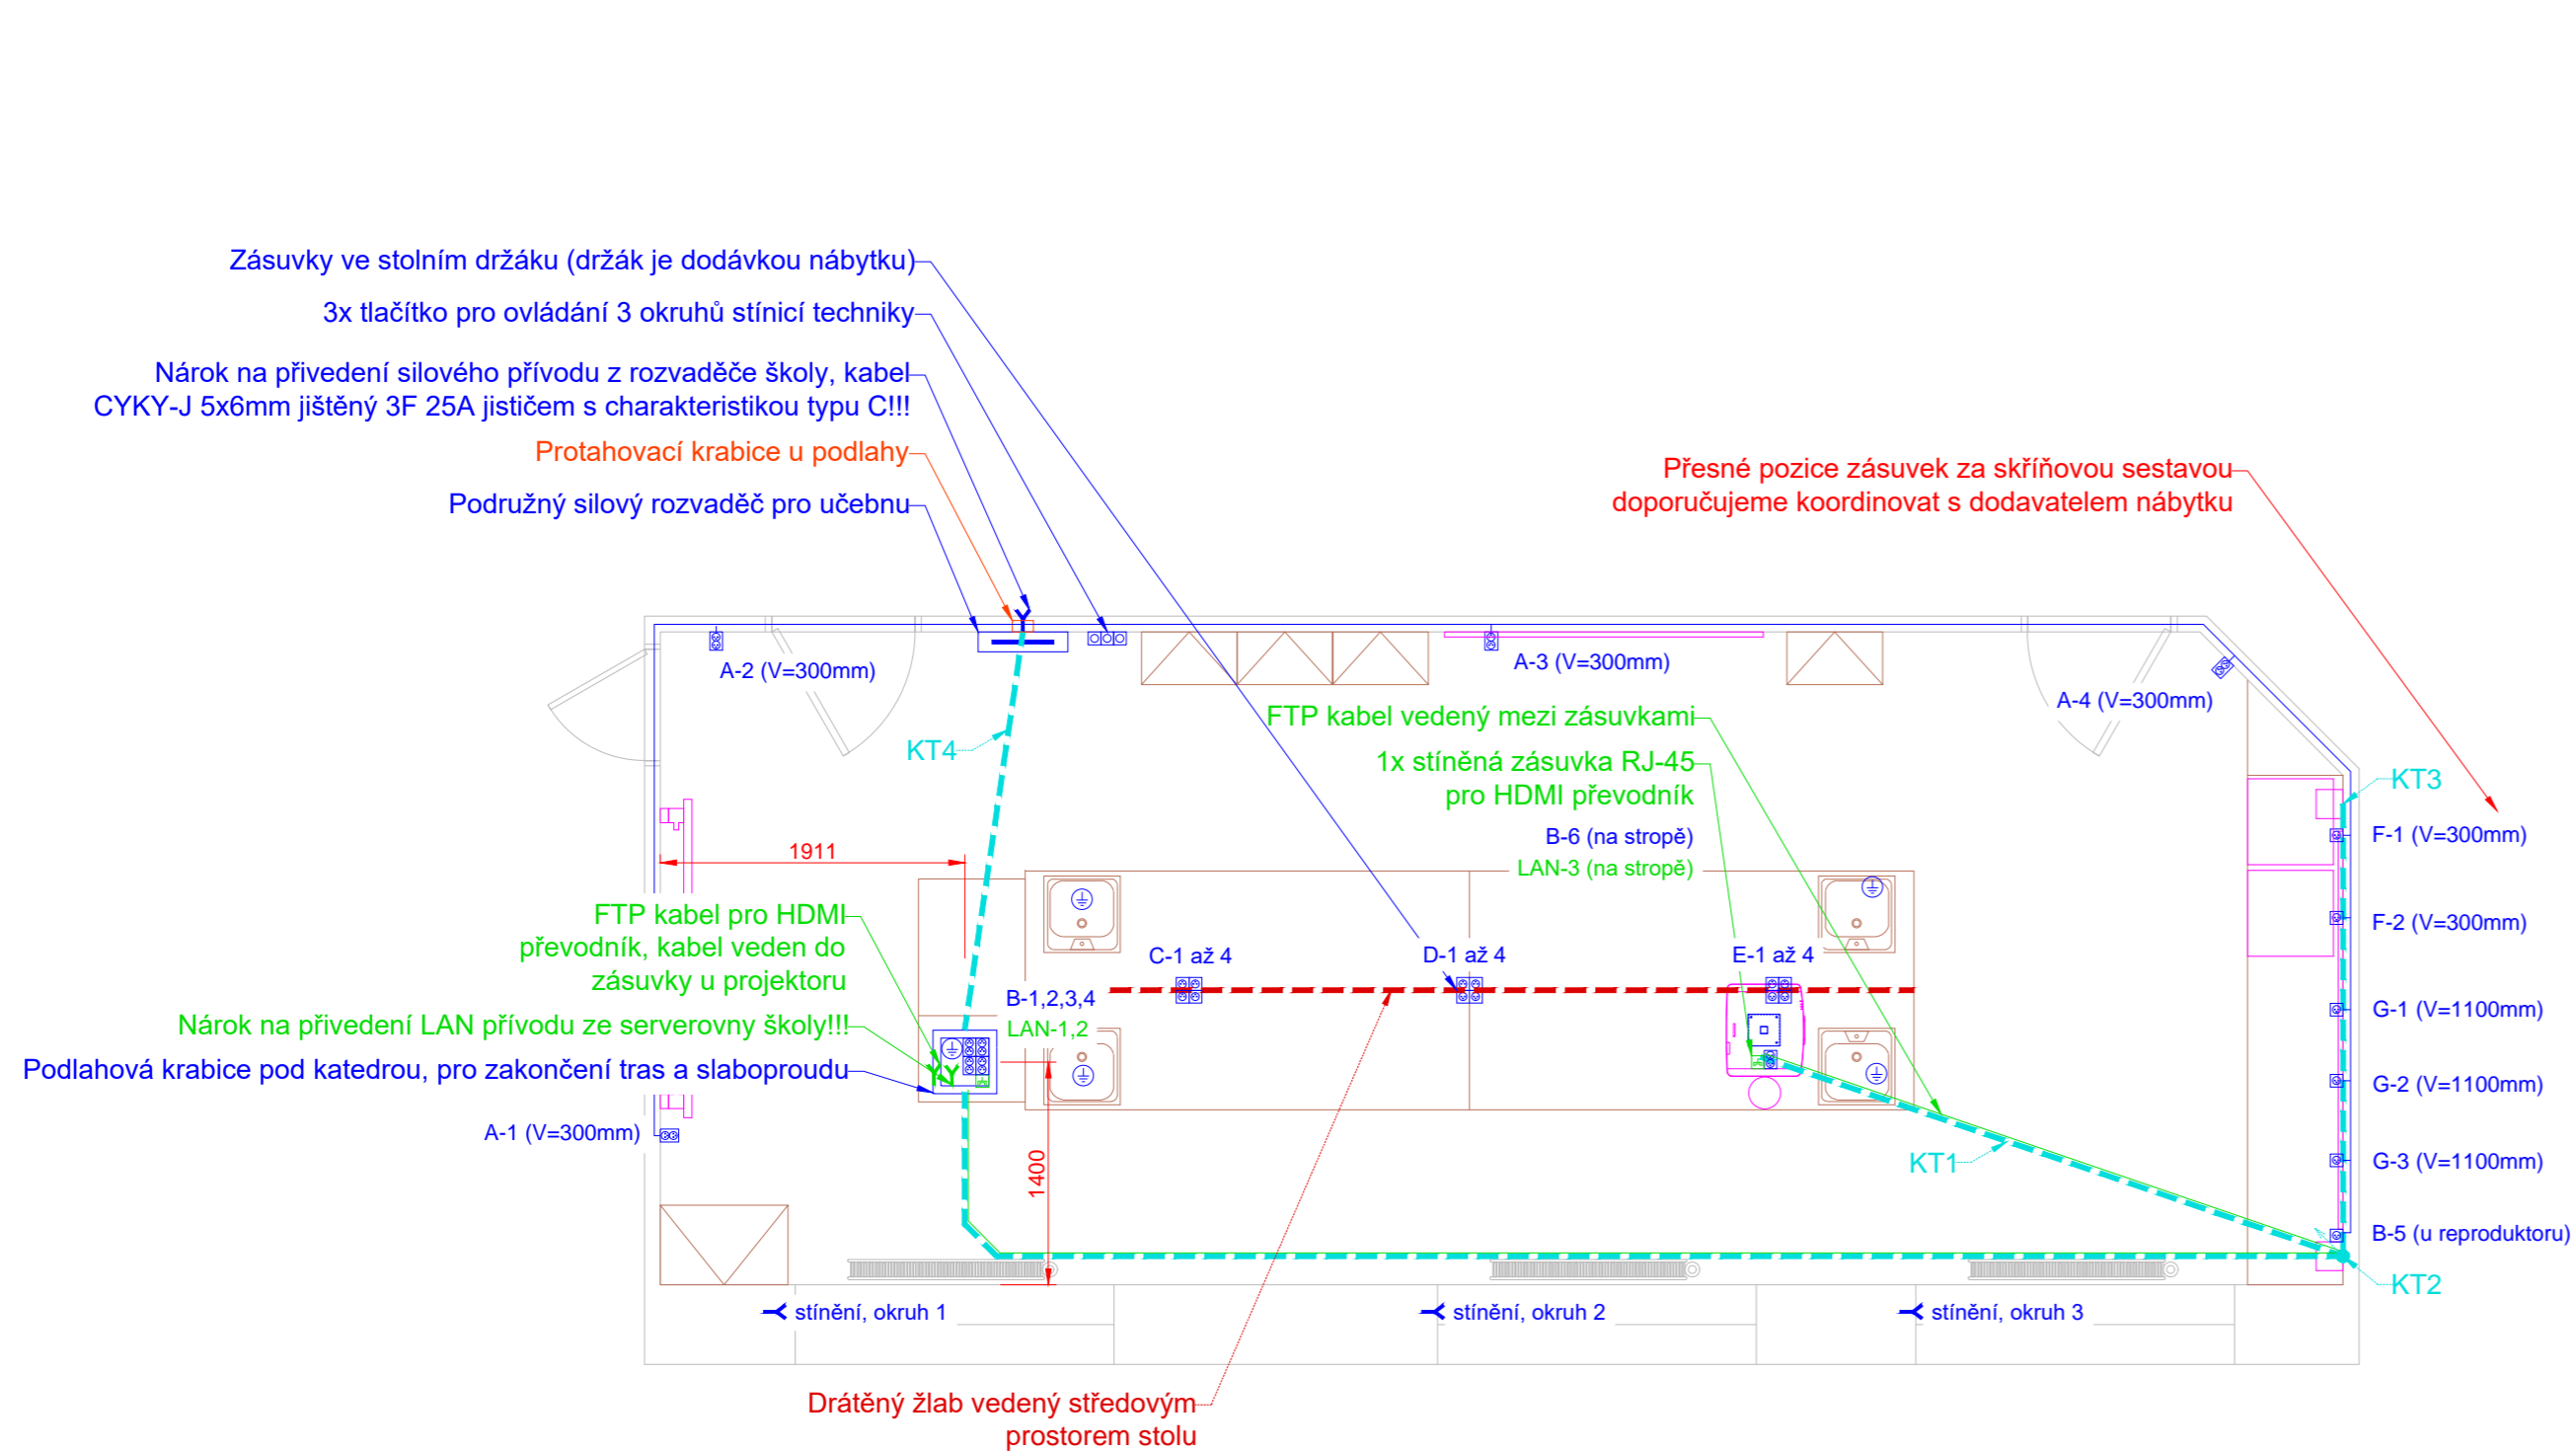 Zásuvky ve stolním držáku (držák je dodávkou nábytku)
3x tlačítko pro ovládání 3 okruhů stínicí techniky
Nárok na přivedení silového přívodu z rozvaděče školy, kabel
CYKY-J 5x6mm jištěný 3F 25A jističem s charakteristikou typu C!!!
Protahovací krabice u podlahy
Podružný silový rozvaděč pro učebnu
Přesné pozice zásuvek za skříňovou sestavou
doporučujeme koordinovat s dodavatelem nábytku
A-2 (V=300mm)
A-3 (V=300mm)
A-4 (V=300mm)
FTP kabel vedený mezi zásuvkami
KT4
1x stíněná zásuvka RJ-45
pro HDMI převodník
KT3
B-6 (na stropě)
LAN-3 (na stropě)
F-1 (V=300mm)
1911
FTP kabel pro HDMI
převodník, kabel veden do
zásuvky u projektoru
F-2 (V=300mm)
C-1 až 4
D-1 až 4
E-1 až 4
B-1,2,3,4
LAN-1,2
G-1 (V=1100mm)
Nárok na přivedení LAN přívodu ze serverovny školy!!!
Podlahová krabice pod katedrou, pro zakončení tras a slaboproudu
G-2 (V=1100mm)
A-1 (V=300mm)
1400
KT1
G-3 (V=1100mm)
B-5 (u reproduktoru)
KT2
stínění, okruh 1
stínění, okruh 2
stínění, okruh 3
Drátěný žlab vedený středovým
prostorem stolu